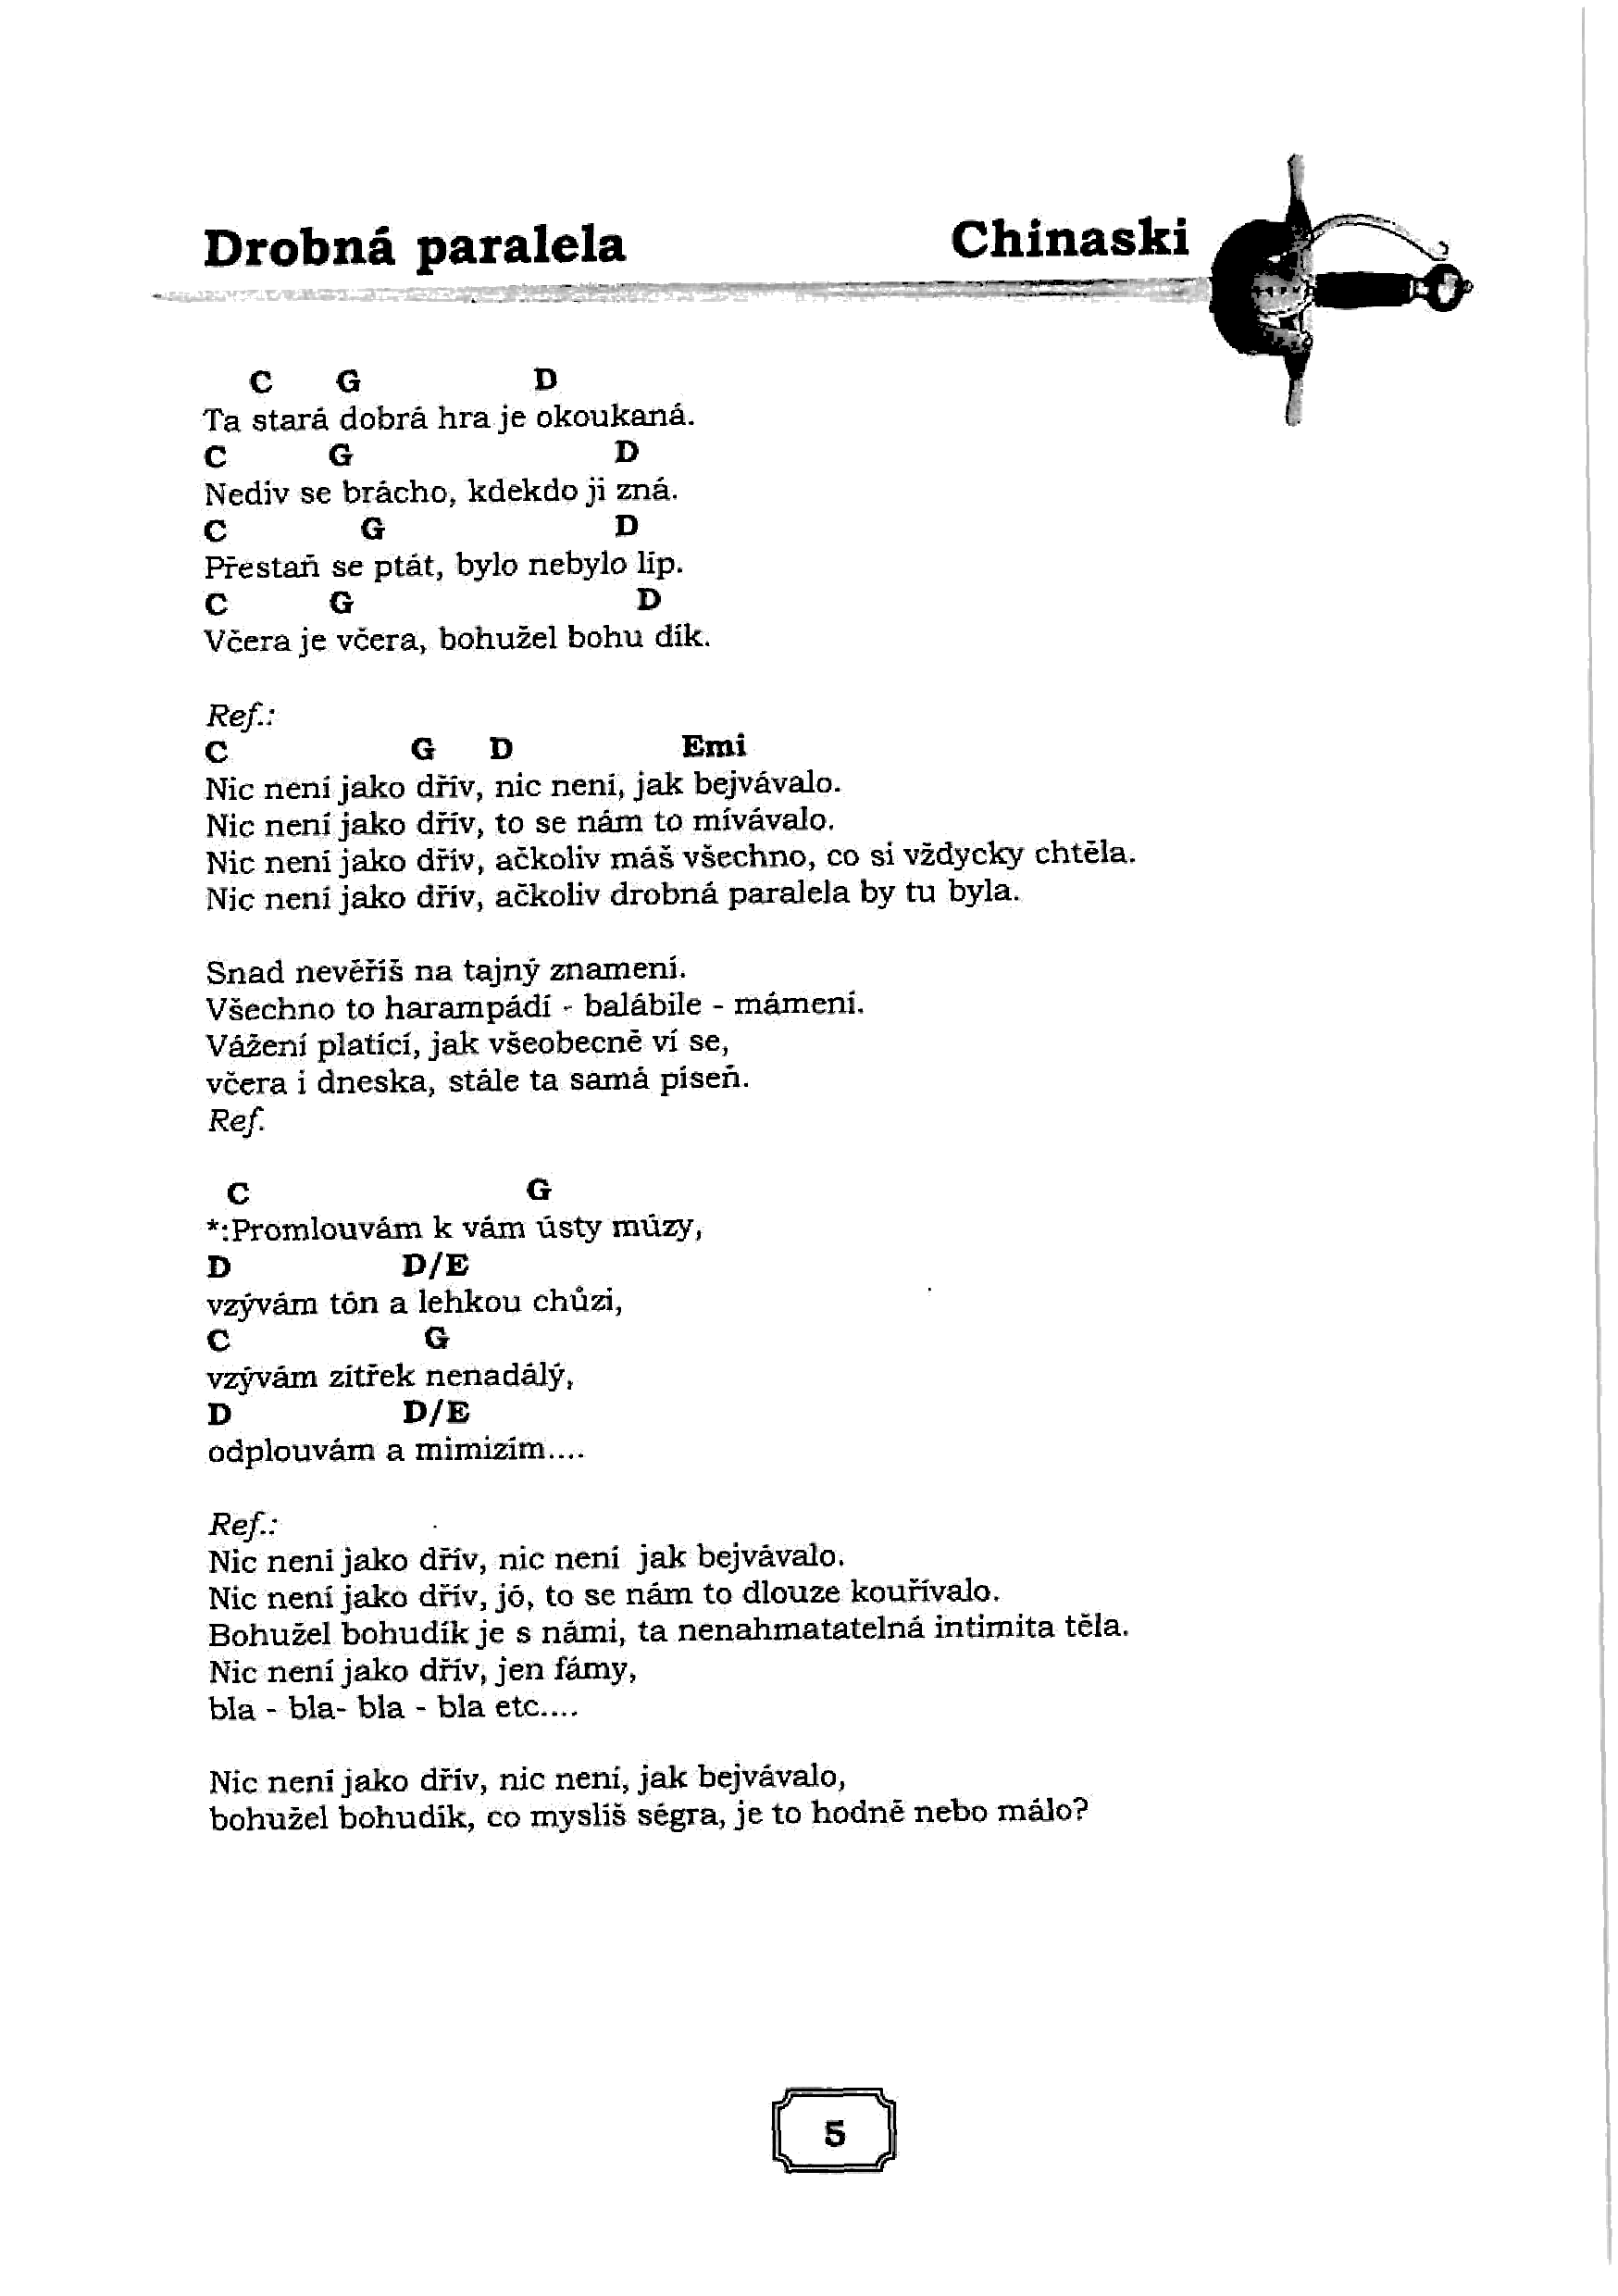 Drobná paralela Chinaski
C G D
Ta stará dobrá hra je okoukaná.
C G D
Nediv se brácho, kdekdo ji zná.
C G D
Přestaň se ptát, bylo nebylo líp.
C G D
Včera je včera, bohužel bohu dík.
Ref.:
C G D Emi
Nic není jako dřív, nic není, jak bejvávalo.
Nic není jako dřív, to se nám to mívávalo.
Nic není jako dřív, ačkoliv máš všechno, co si vždycky chtěla.
Nic není jako dřív, ačkoliv drobná paralela by tu byla.
Snad nevěříš na tajný znamení.
Všechno to harampádí - balábile - mámení.
Vážení platící, jak všeobecně ví se,
včera i dneska, stále ta samá píseň.
Ref.
C G
*:Promlouvám k vám ústy múzy,
D D/E
vzývám tón a lehkou chůzi,
C G
vzývám zítřek nenadálý,
D D/E
odplouvám a mimizím....
Ref.:
Nic není jako dřív, nic není jak bejvávalo.
Nic není jako dřív, jó, to se nám to dlouze kouřívalo.
Bohužel bohudík je s námi, ta nenahmatatelná intimita těla.
Nic není jako dřív, jen fámy,
bla - bla- bla - bla etc....
Nic není jako dřív, nic není, jak bejvávalo,
bohužel bohudík, co myslíš ségra, je to hodně nebo málo?
5